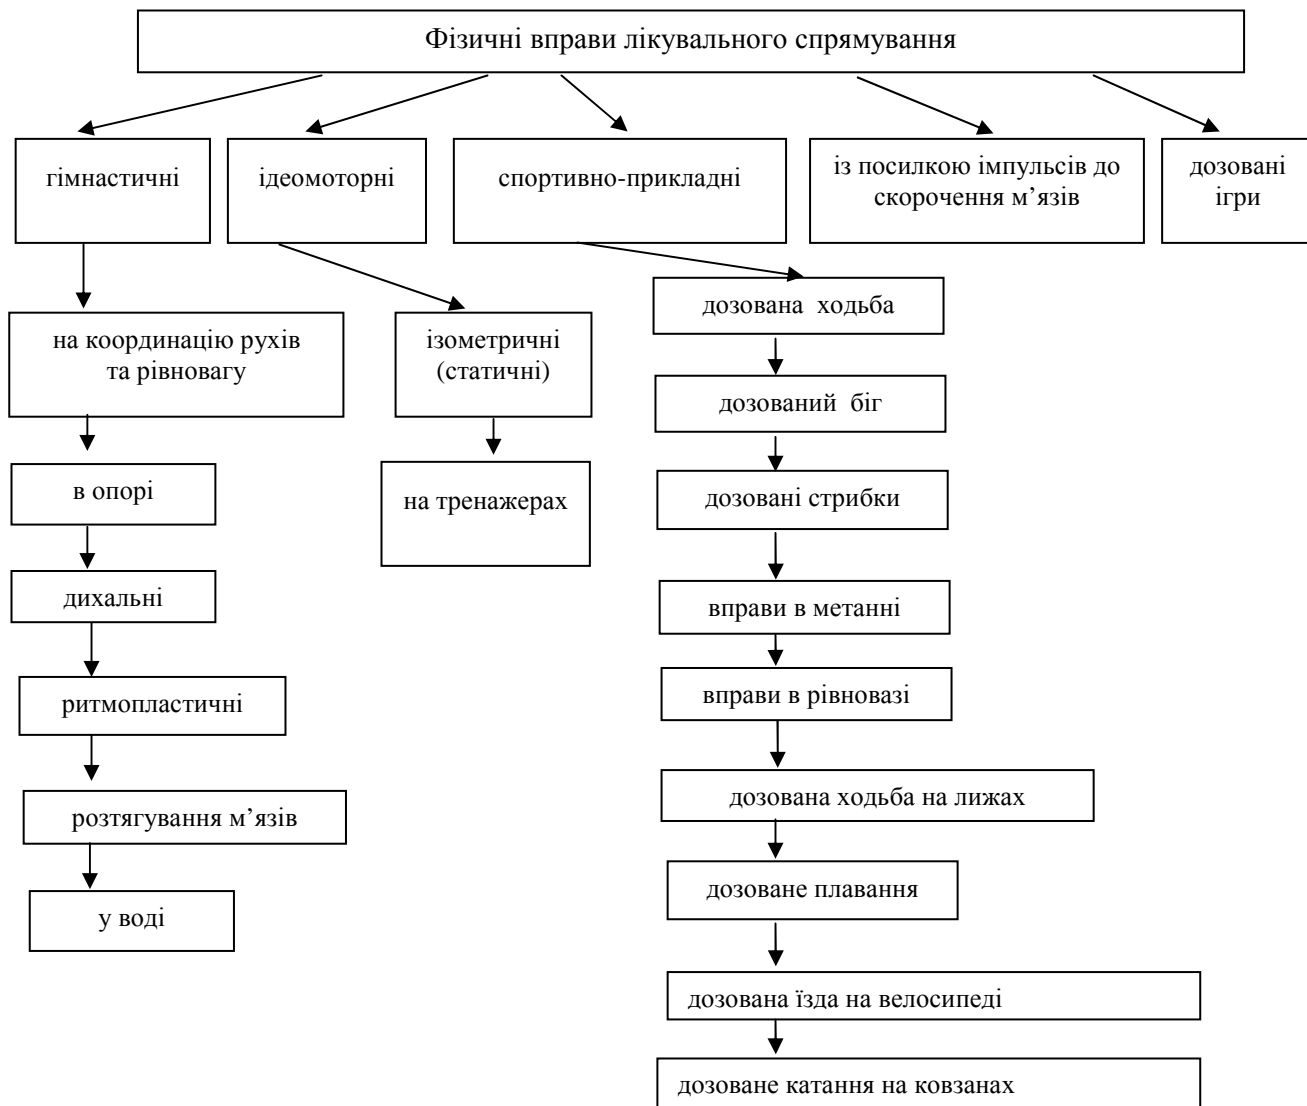 Фізичні вправи лікувального спрямування
гімнастичні
ідеомоторні
спортивно-прикладні
із посилкою імпульсів до
скорочення м’язів
дозовані
ігри
на координацію рухів
та рівновагу
в опорі
дихальні
ритмопластичні
розтягування м’язів
у воді
ізометричні
(статичні)
на тренажерах
дозована ходьба
дозований біг
дозовані стрибки
вправи в метанні
вправи в рівновазі
дозована ходьба на лижах
дозоване плавання
дозована їзда на велосипеді
дозоване катання на ковзанах